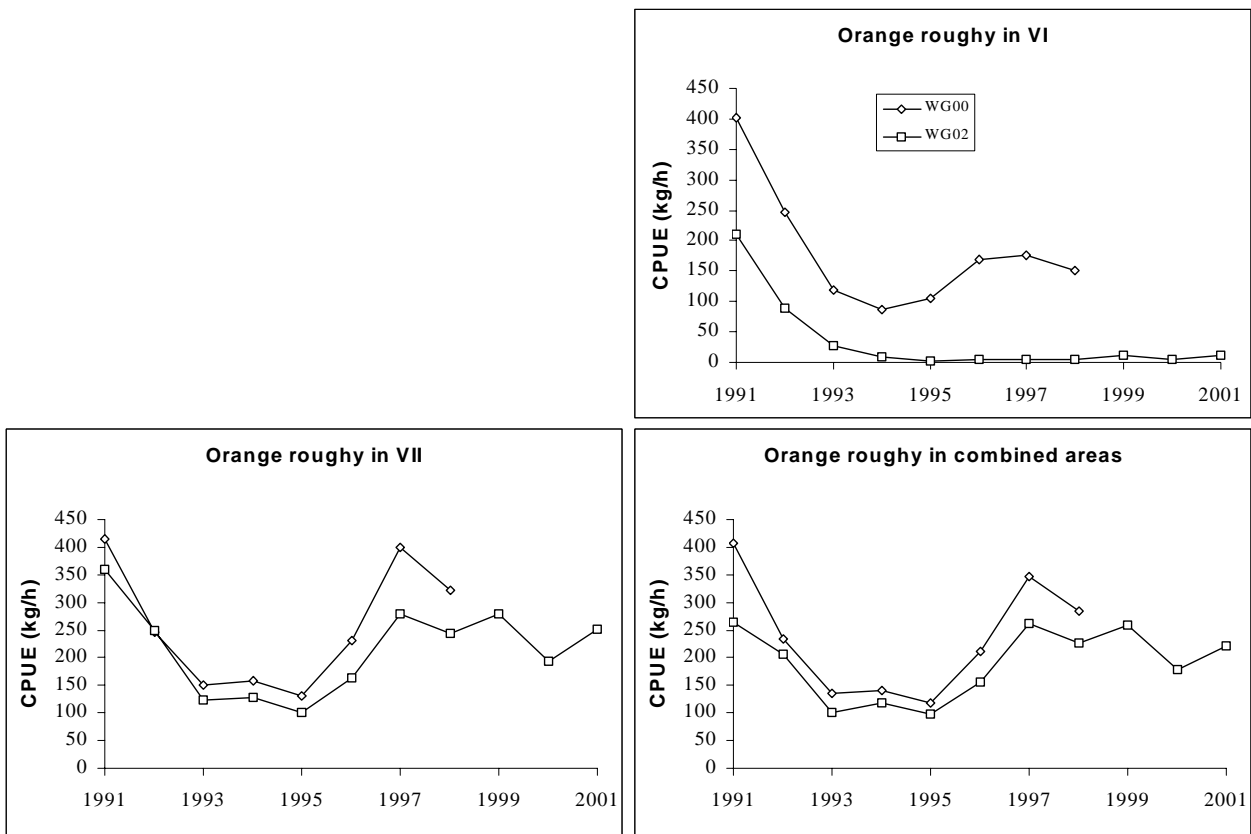 Orange roughy in VI
WG00
WG02
CPUE (kg/h)
450
400
350
300
250
200
150
100
50
0
1991 1993 1995 1997 1999 2001
Orange roughy in VII
CPUE (kg/h)
450
400
350
300
250
200
150
100
50
0
1991 1993 1995 1997 1999 2001
Orange roughy in combined areas
CPUE (kg/h)
450
400
350
300
250
200
150
100
50
0
1991 1993 1995 1997 1999 2001